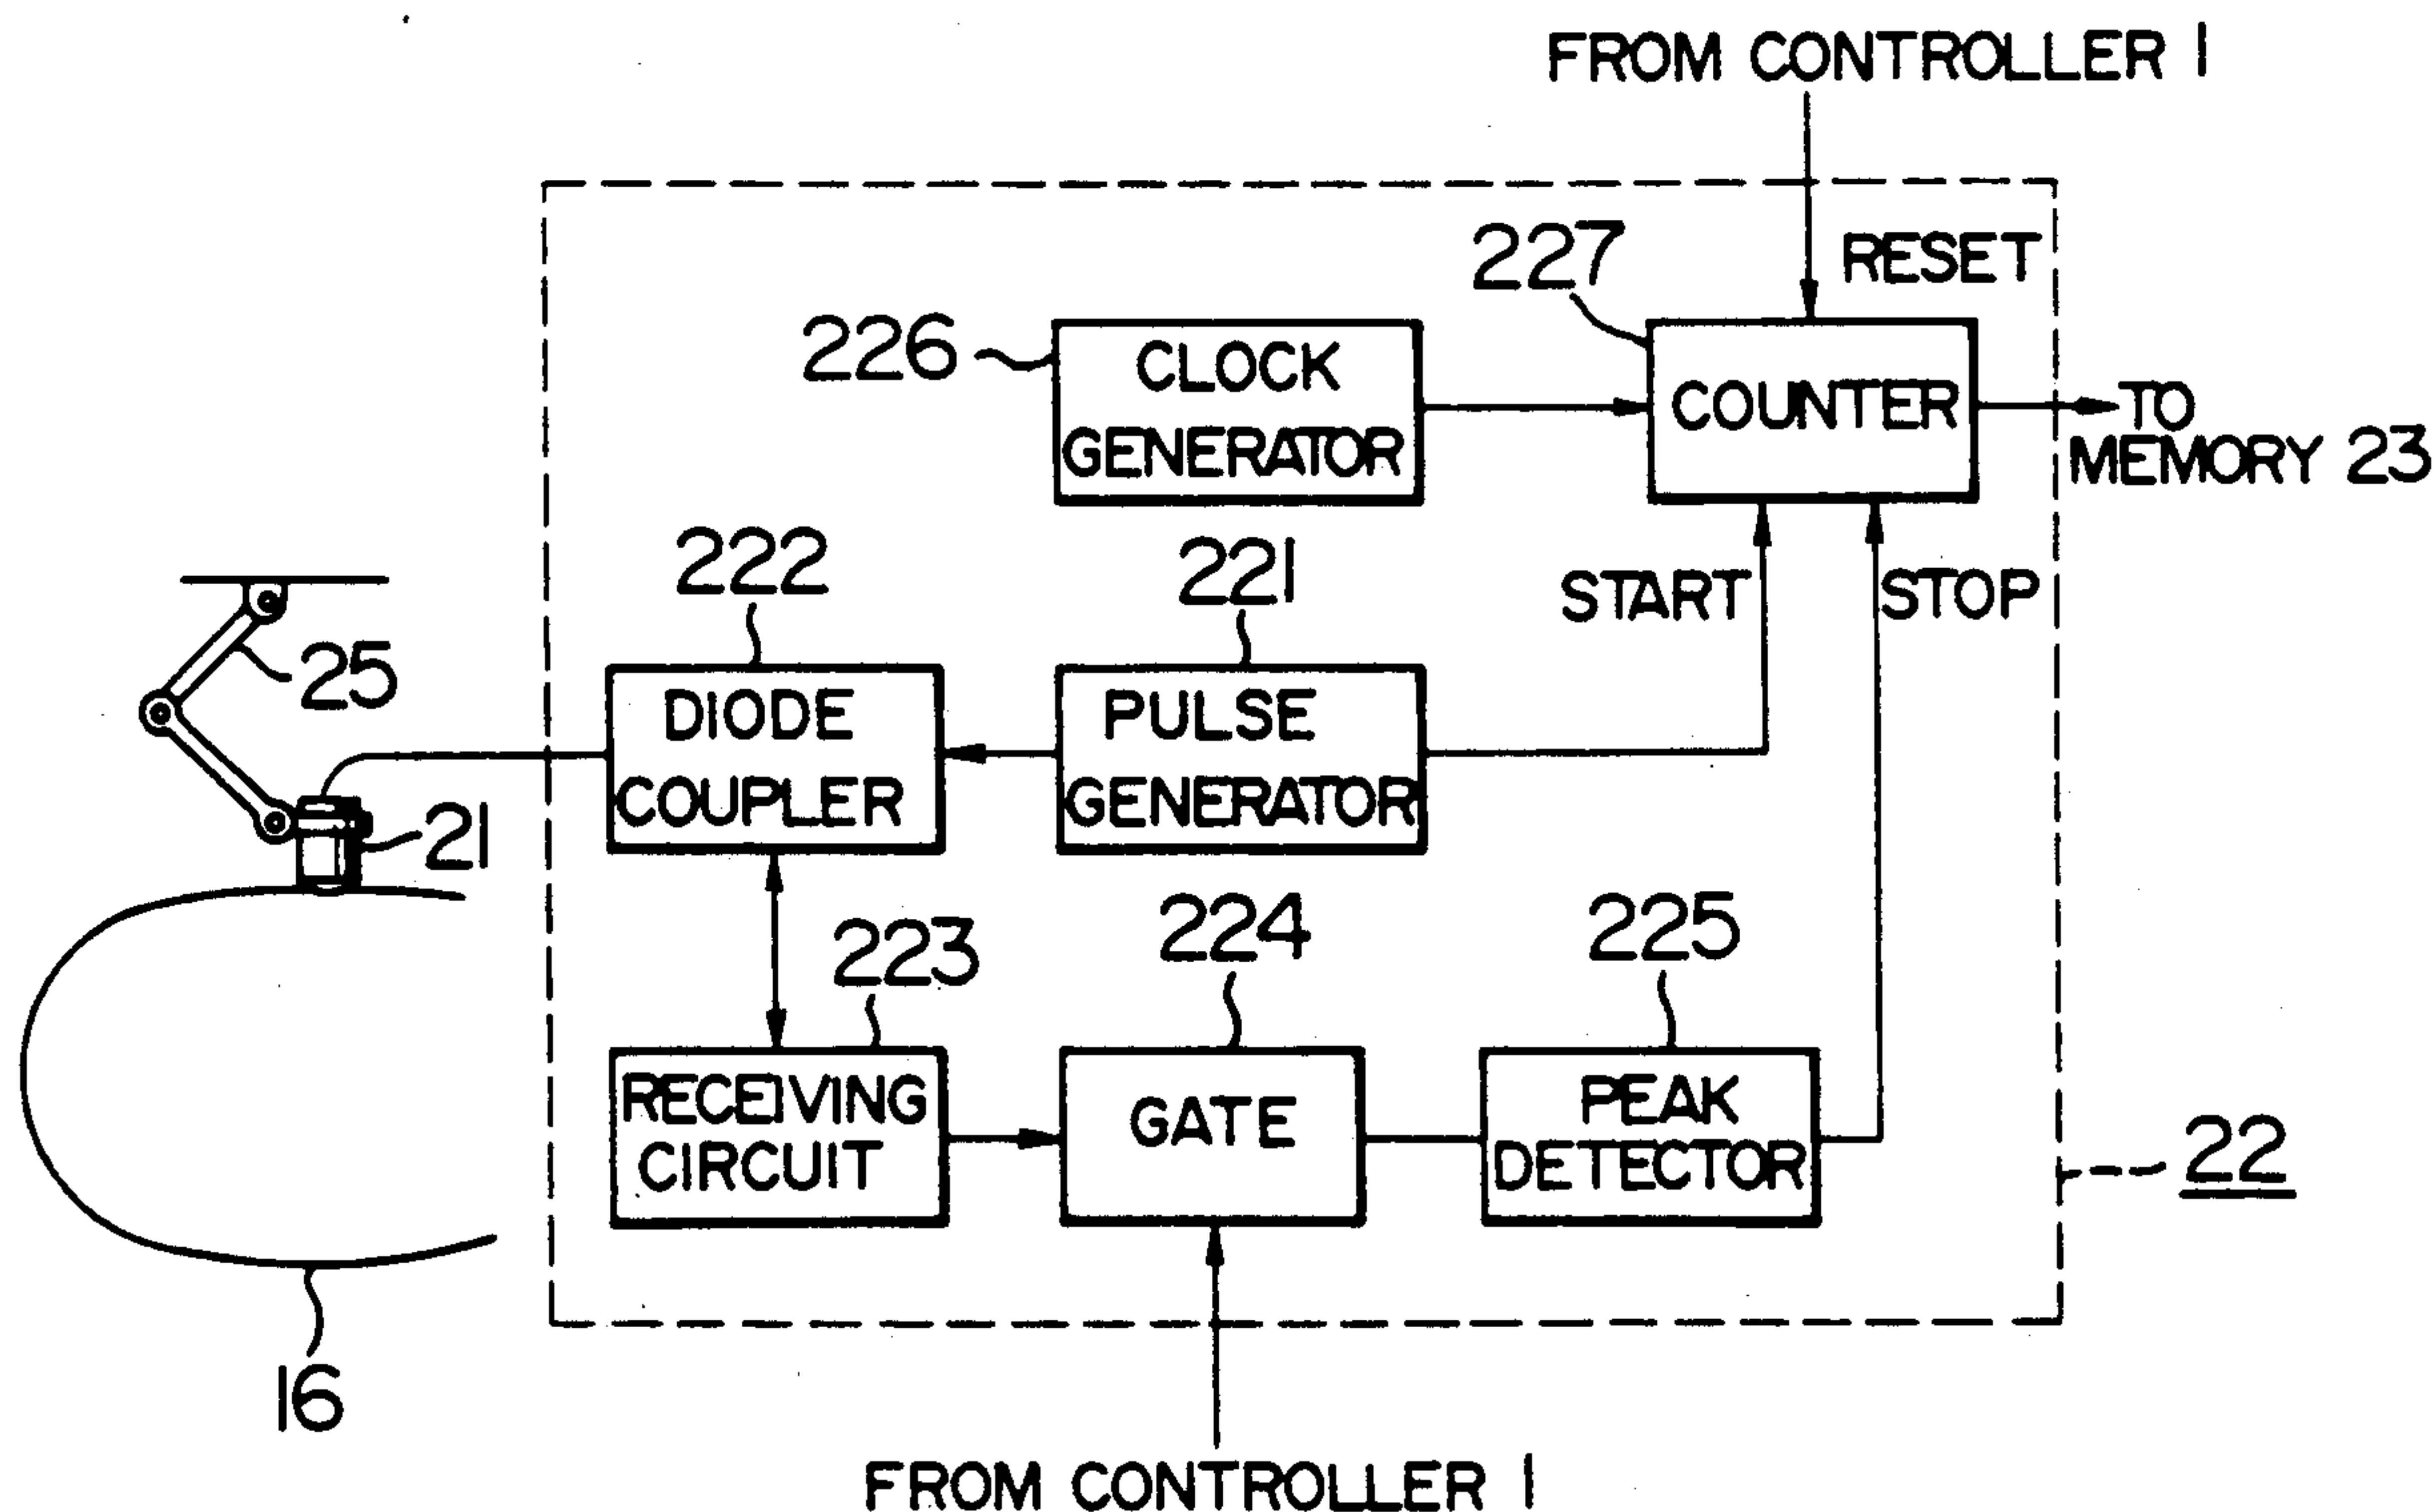 FROM CONTROLLER 1
RESET
227
226
CLOCK
GENERATOR
COUNTER
TO
MEMORY 23
222
221
START
STOP
25
DIODE
COUPLER
PULSE
GENERATOR
21
223
224
225
RECEIVING
CIRCUIT
GATE
PEAK
DETECTOR
22
16
FROM CONTROLLER 1